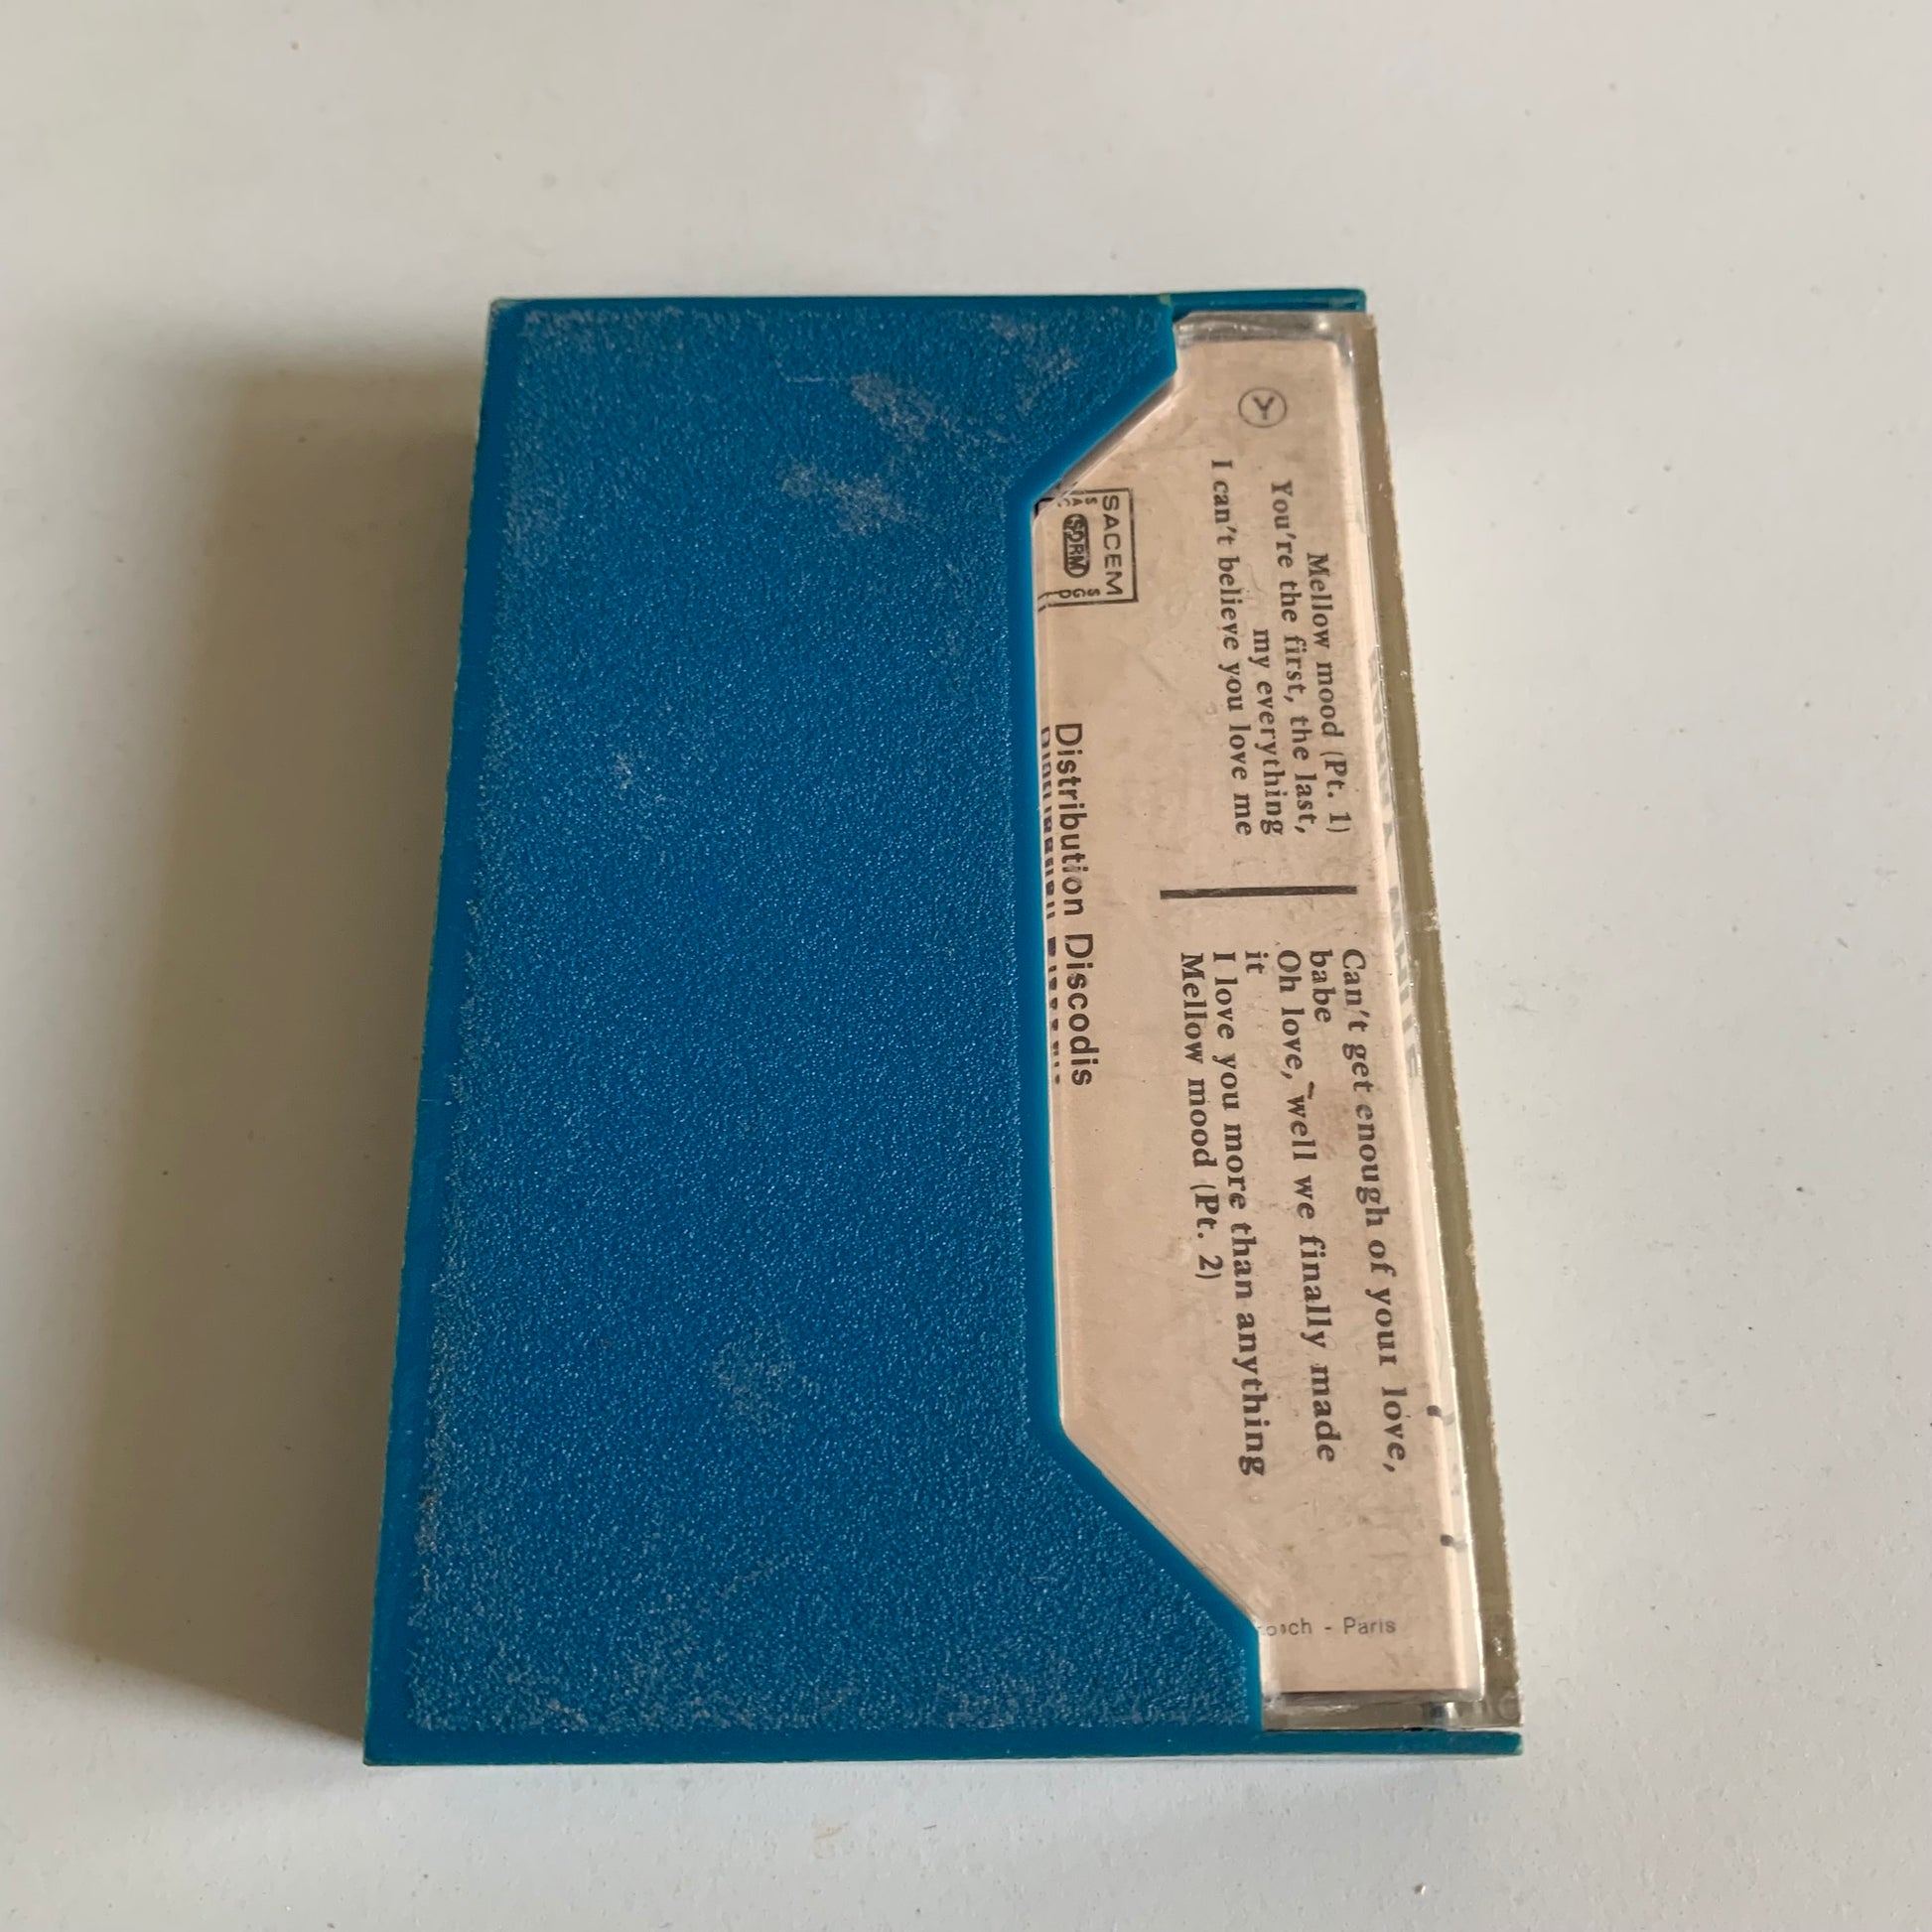 Y
Mellow mood (Pt. 1)
You're the first, the last,
my everything
I can't believe you love me
Can't get enough of your love,
babe
Oh love, well we finally made
it
I love you more than anything
Mellow mood (Pt. 2)
SACEM
SDRM
Distribution Discodis
- Paris